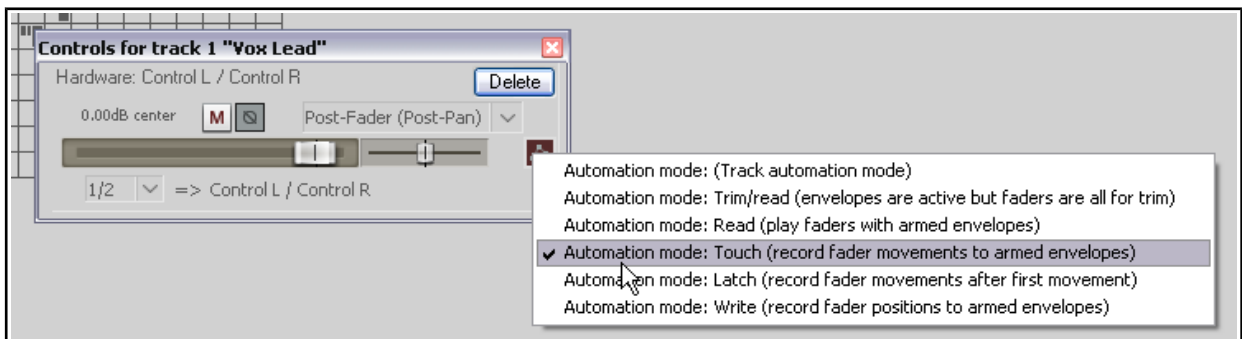 Controls for track 1 "Vox Lead"
Hardware: Control L / Control R
Delete
0.00dB center
M
Post-Fader (Post-Pan)
1/2
=> Control L / Control R
Automation mode: (Track automation mode)
Automation mode: Trim/read (envelopes are active but faders are all for trim)
Automation mode: Read (play faders with armed envelopes)
Automation mode: Touch (record fader movements to armed envelopes)
Automation mode: Latch (record fader movements after first movement)
Automation mode: Write (record fader positions to armed envelopes)